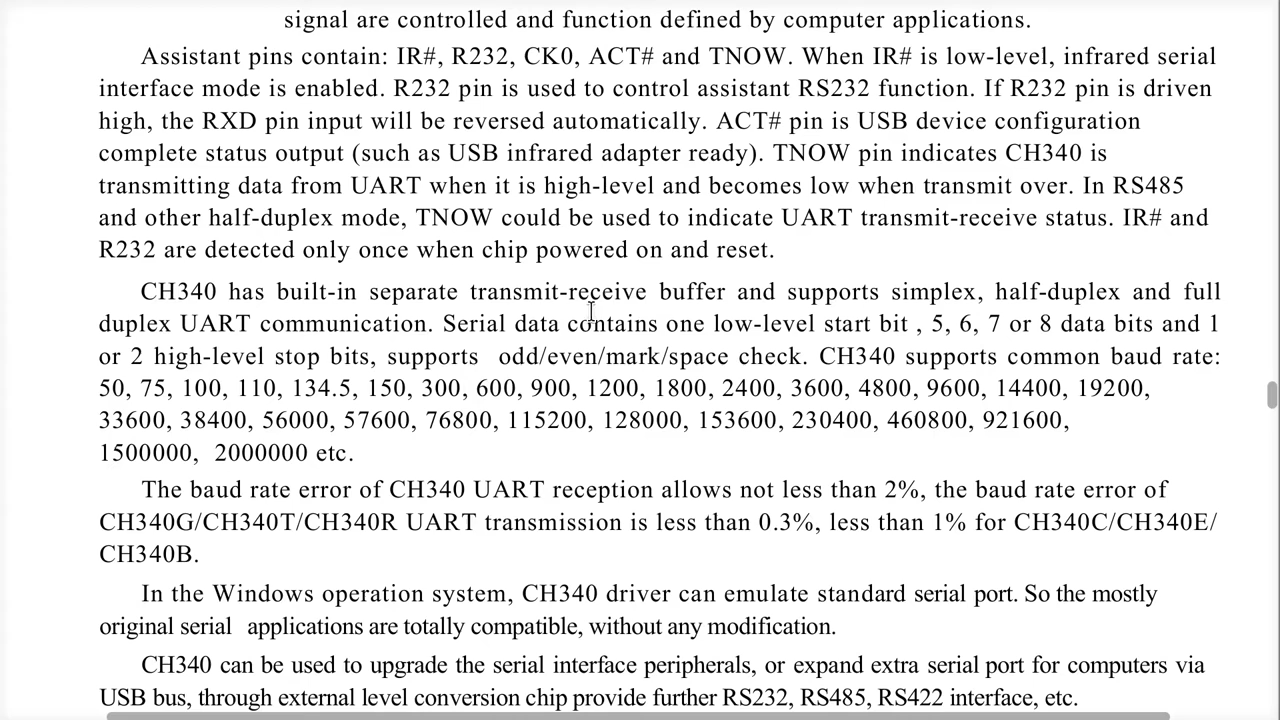 signal are controlled and function defined by computer applications.
Assistant pins contain: IR#, R232, CK0, ACT# and TNOW. When IR# is low-level, infrared serial
interface mode is enabled. R232 pin is used to control assistant RS232 function. If R232 pin is driven
high, the RXD pin input will be reversed automatically. ACT# pin is USB device configuration
complete status output (such as USB infrared adapter ready). TNOW pin indicates CH340 is
transmitting data from UART when it is high-level and becomes low when transmit over. In RS485
and other half-duplex mode, TNOW could be used to indicate UART transmit-receive status. IR# and
R232 are detected only once when chip powered on and reset.
CH340 has built-in separate transmit-receive buffer and supports simplex, half-duplex and full
duplex UART communication. Serial data contains one low-level start bit , 5, 6, 7 or 8 data bits and 1
or 2 high-level stop bits, supports odd/even/mark/space check. CH340 supports common baud rate:
50, 75, 100, 110, 134.5, 150, 300, 600, 900, 1200, 1800, 2400, 3600, 4800, 9600, 14400, 19200,
33600, 38400, 56000, 57600, 76800, 115200, 128000, 153600, 230400, 460800, 921600,
1500000, 2000000 etc.
The baud rate error of CH340 UART reception allows not less than 2%, the baud rate error of
CH340G/CH340T/CH340R UART transmission is less than 0.3%, less than 1% for CH340C/CH340E/
CH340B.
In the Windows operation system, CH340 driver can emulate standard serial port. So the mostly
original serial applications are totally compatible, without any modification.
CH340 can be used to upgrade the serial interface peripherals, or expand extra serial port for computers via
USB bus, through external level conversion chip provide further RS232, RS485, RS422 interface, etc.